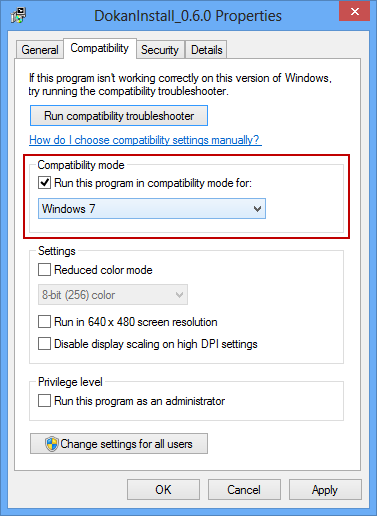 DokanInstall_0.6.0 Properties
General Compatibility Security Details
If this program isn't working correctly on this version of Windows,
try running the compatibility troubleshooter.
Run compatibility troubleshooter
How do I choose compatibility settings manually?
Compatibility mode
Run this program in compatibility mode for:
Windows 7
Settings
Reduced color mode
8-bit (256) color
Run in 640 x 480 screen resolution
Disable display scaling on high DPI settings
Privilege level
Run this program as an administrator
Change settings for all users
OK Cancel Apply